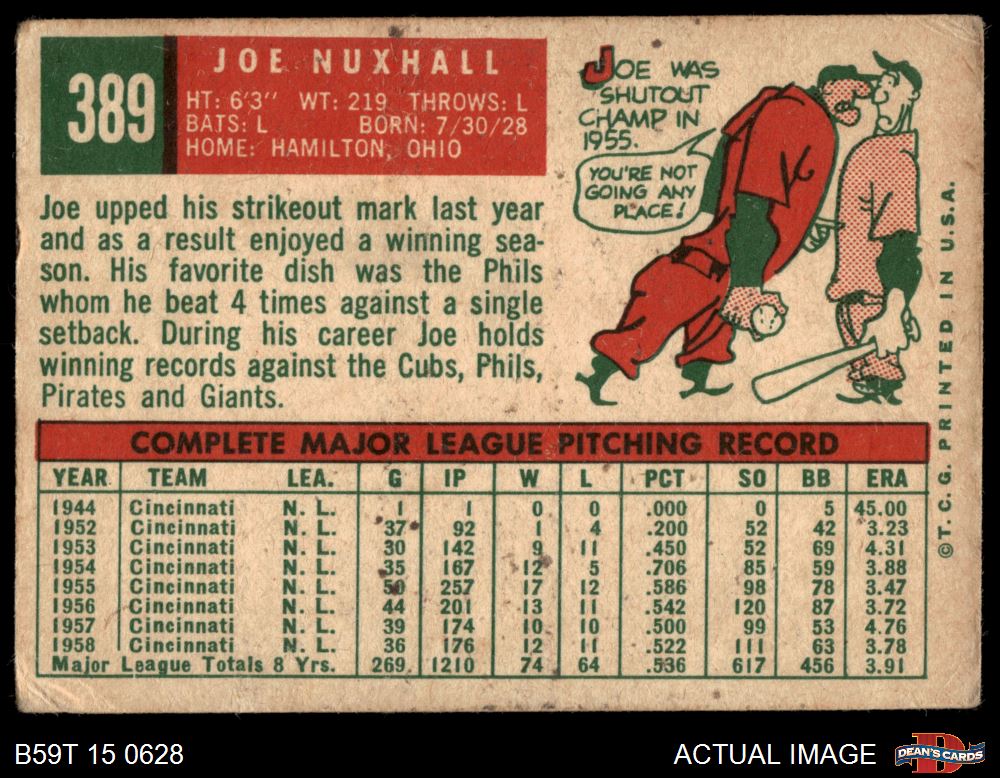 389
JOE NUXHALL
HT: 6'3" WT: 219 THROWS: L
BATS: L BORN: 7/30/28
HOME: HAMILTON, OHIO
Joe upped his strikeout mark last year
and as a result enjoyed a winning sea-
son. His favorite dish was the Phils
whom he beat 4 times against a single
setback. During his career Joe holds
winning records against the Cubs, Phils,
Pirates and Giants.
JOE WAS
SHUTOUT
CHAMP IN
1955.
YOU'RE NOT
GOING ANY
PLACE!
COMPLETE MAJOR LEAGUE PITCHING RECORD
YEAR TEAM LEA. G IP W L PCT SO BB ERA
1944 Cincinnati N. L. 1 1 0 0 .000 0 5 45.00
1952 Cincinnati N. L. 37 92 1 4 .200 52 42 3.23
1953 Cincinnati N. L. 30 142 9 11 .450 52 69 4.31
1954 Cincinnati N. L. 35 167 12 5 .706 85 59 3.88
1955 Cincinnati N. L. 50 257 17 12 .586 98 78 3.47
1956 Cincinnati N. L. 44 201 13 11 .542 120 87 3.72
1957 Cincinnati N. L. 39 174 10 10 .500 99 53 4.76
1958 Cincinnati N. L. 36 176 12 11 .522 111 63 3.78
Major League Totals 8 Yrs. 269 1210 74 64 .536 617 456 3.91
©T. C. G. PRINTED IN U.S.A.
B59T 15 0628
ACTUAL IMAGE
DEAN'S CARDS